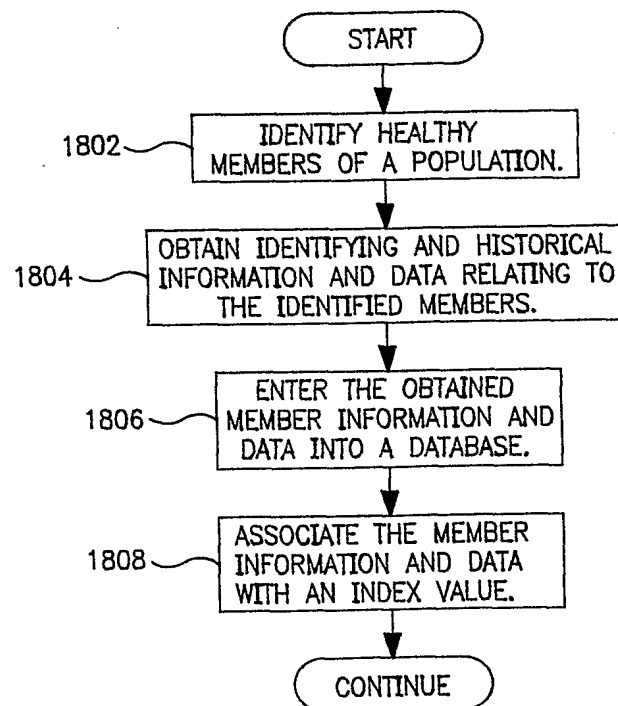 START
1802
IDENTIFY HEALTHY
MEMBERS OF A POPULATION.
1804
OBTAIN IDENTIFYING AND HISTORICAL
INFORMATION AND DATA RELATING TO
THE IDENTIFIED MEMBERS.
1806
ENTER THE OBTAINED
MEMBER INFORMATION AND
DATA INTO A DATABASE.
1808
ASSOCIATE THE MEMBER
INFORMATION AND DATA
WITH AN INDEX VALUE.
CONTINUE